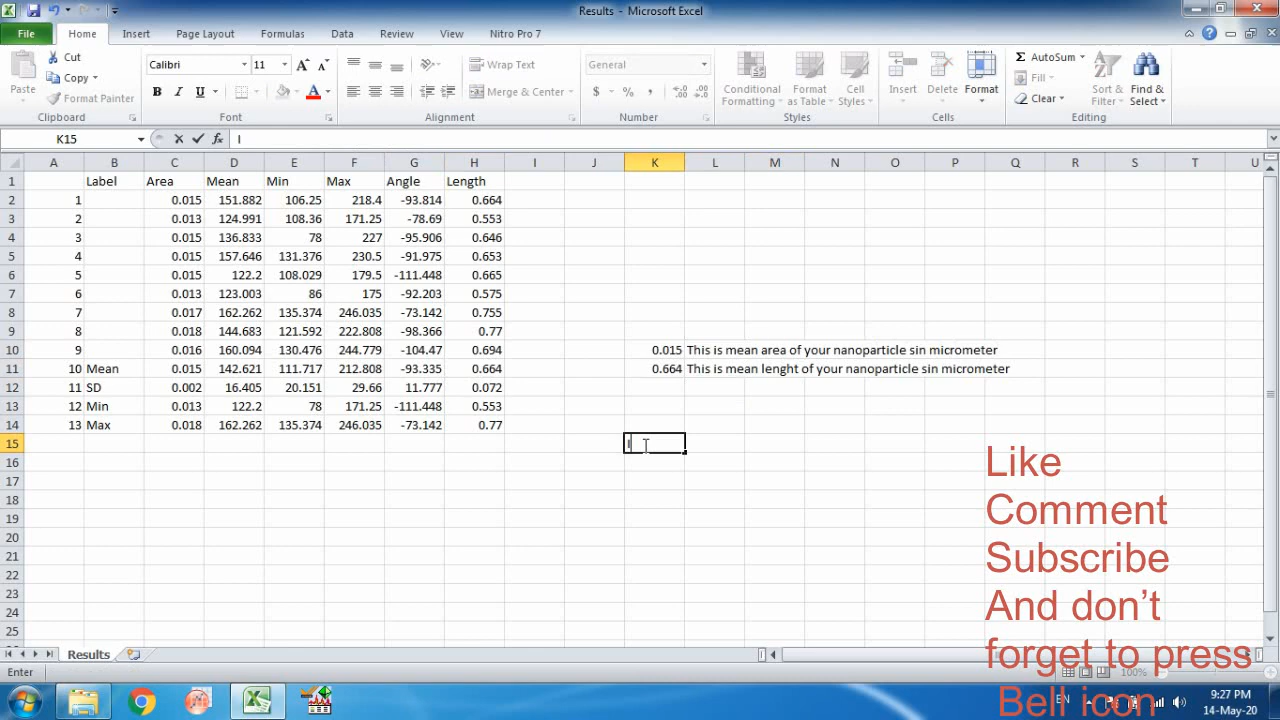 Results - Microsoft Excel
File Home Insert Page Layout Formulas Data Review View Nitro Pro 7
Paste
Cut
Copy
Format Painter
Clipboard
Calibri 11
Font
Wrap Text
Merge & Center
Alignment
General
Number
Conditional Formatting
Format as Table
Cell Styles
Styles
Insert Delete Format
Cells
AutoSum
Fill
Clear
Sort & Filter
Find & Select
Editing
K15 fx I
A B C D E F G H I J K L M N O P Q R S T U
1 Label Area Mean Min Max Angle Length
2 1 0.015 151.882 106.25 218.4 -93.814 0.664
3 2 0.013 124.991 108.36 171.25 -78.69 0.553
4 3 0.015 136.833 78 227 -95.906 0.646
5 4 0.015 157.646 131.376 230.5 -91.975 0.653
6 5 0.015 122.2 108.029 179.5 -111.448 0.665
7 6 0.013 123.003 86 175 -92.203 0.575
8 7 0.017 162.262 135.374 246.035 -73.142 0.755
9 8 0.018 144.683 121.592 222.808 -98.366 0.77
10 9 0.016 160.094 130.476 244.779 -104.47 0.694 0.015 This is mean area of your nanoparticle sin micrometer
11 10 Mean 0.015 142.621 111.717 212.808 -93.335 0.664 0.664 This is mean lenght of your nanoparticle sin micrometer
12 11 SD 0.002 16.405 20.151 29.66 11.777 0.072
13 12 Min 0.013 122.2 78 171.25 -111.448 0.553
14 13 Max 0.018 162.262 135.374 246.035 -73.142 0.77
15 I
16
17
18
19
20
21
22
23
24
25
Like
Comment
Subscribe
And don't
forget to press
Bell icon
Results
Enter 100%
EN 9:27 PM
14-May-20